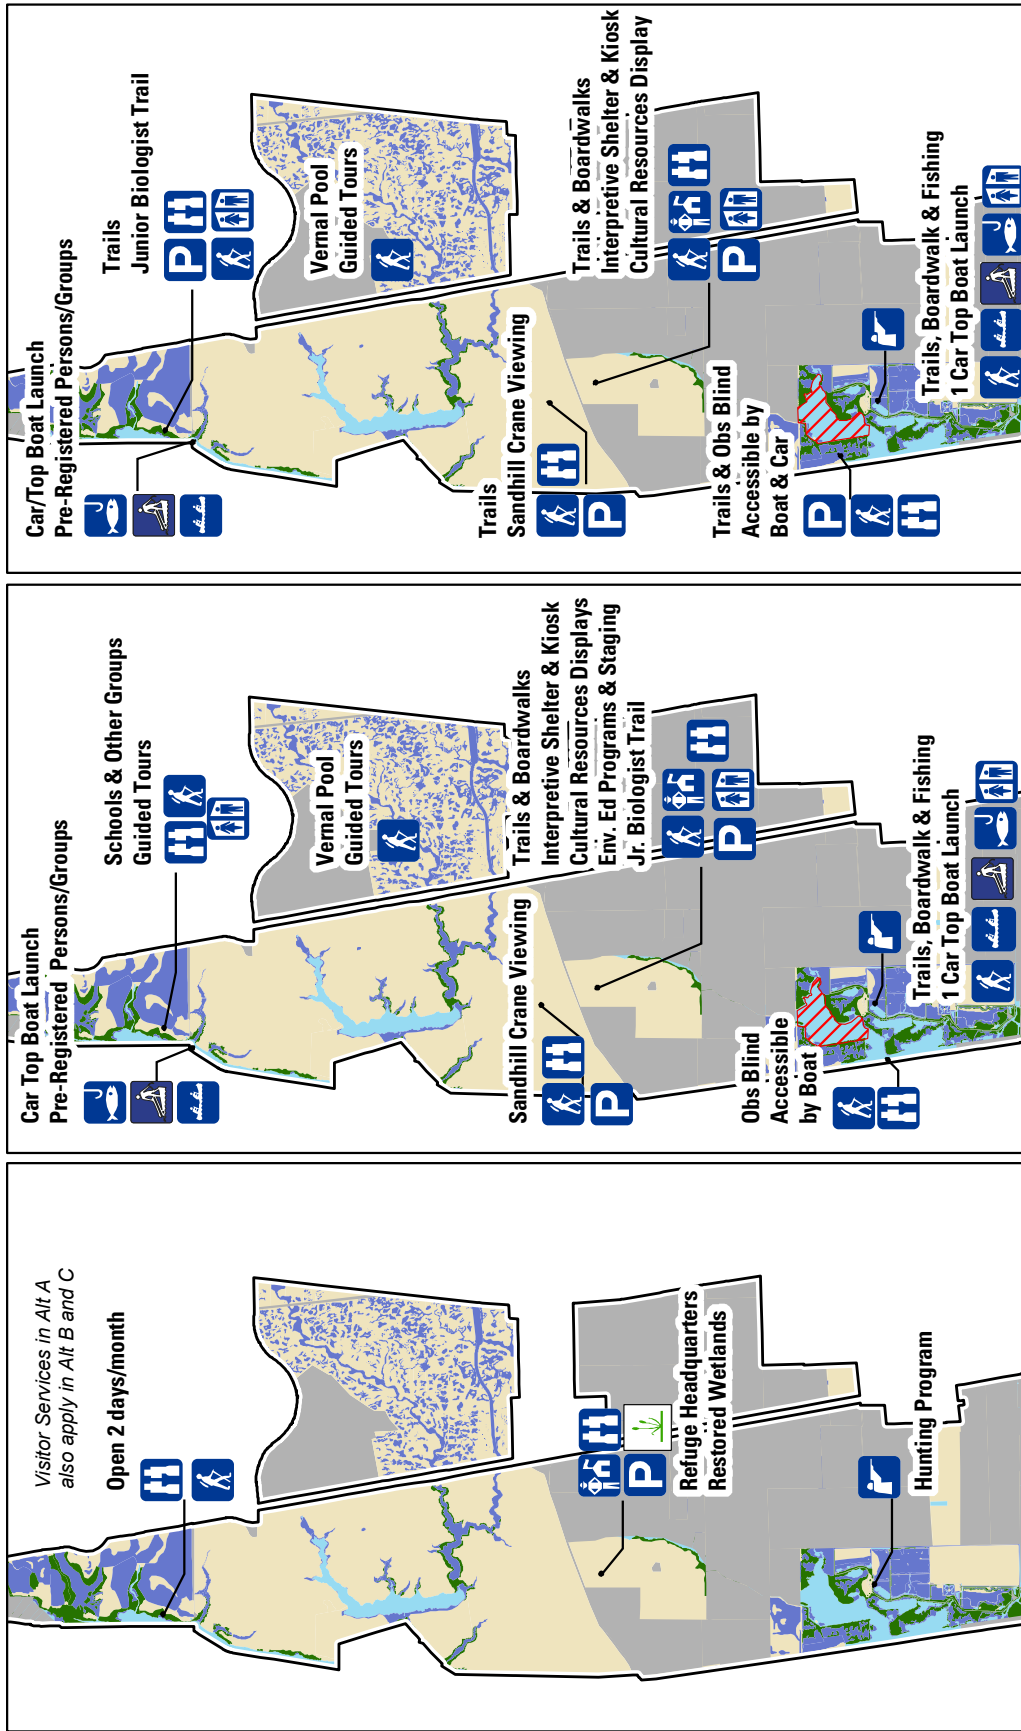 Visitor Services in Alt A
also apply in Alt B and C
Open 2 days/month
P
Refuge Headquarters
Restored Wetlands
Hunting Program
Car Top Boat Launch
Pre-Registered Persons/Groups
Schools & Other Groups
Guided Tours
Vernal Pool
Guided Tours
Sandhill Crane Viewing
P
Trails & Boardwalks
Interpretive Shelter & Kiosk
Cultural Resources Displays
Env. Ed Programs & Staging
Jr. Biologist Trail
P
Obs Blind
Accessible
by Boat
Trails, Boardwalk & Fishing
1 Car Top Boat Launch
Car/Top Boat Launch
Pre-Registered Persons/Groups
Trails
Junior Biologist Trail
P
Vernal Pool
Guided Tours
Trails
Sandhill Crane Viewing
P
Trails & Boardwalks
Interpretive Shelter & Kiosk
Cultural Resources Display
P
Trails & Obs Blind
Accessible by
Boat & Car
P
Trails, Boardwalk & Fishing
1 Car Top Boat Launch